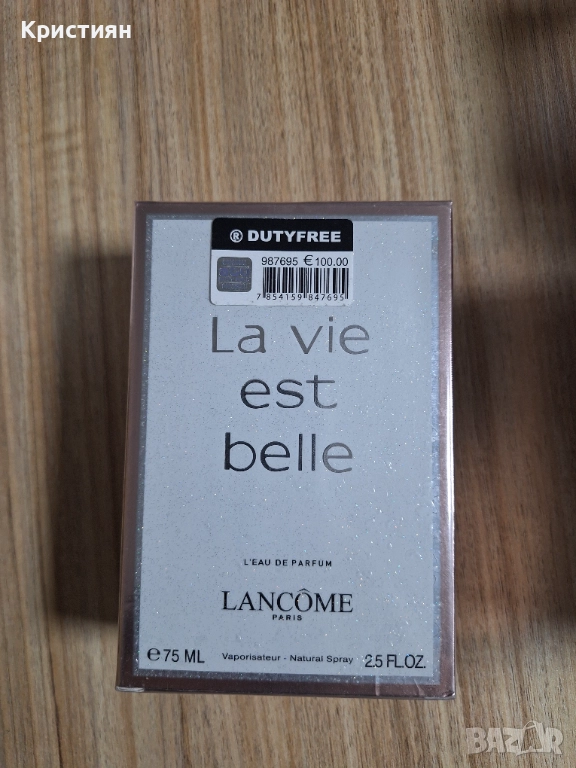 Кристиян
® DUTYFREE
987695 €100.00
7 854159 847695
La vie
est
belle
L'EAU DE PARFUM
LANCÔME
PARIS
℮75 ML Vaporisateur - Natural Spray 2.5 FL.OZ.
BAZAR